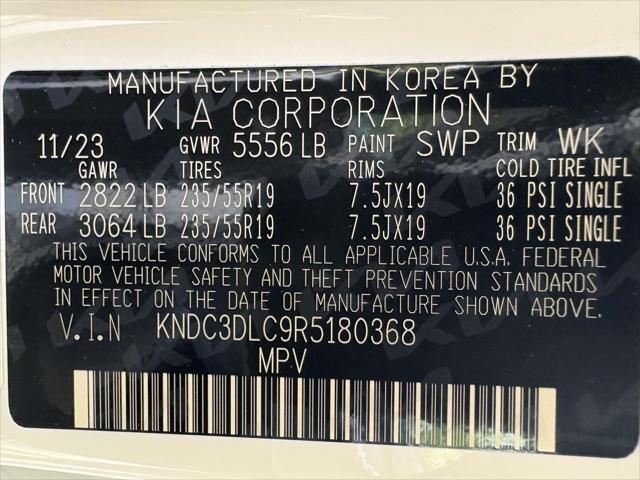 MANUFACTURED IN KOREA BY
KIA CORPORATION
11/23 GVWR 5556 LB PAINT SWP TRIM WK
GAWR TIRES RIMS COLD TIRE INFL
FRONT 2822 LB 235/55R19 7.5JX19 36 PSI SINGLE
REAR 3064 LB 235/55R19 7.5JX19 36 PSI SINGLE
THIS VEHICLE CONFORMS TO ALL APPLICABLE U.S.A. FEDERAL
MOTOR VEHICLE SAFETY AND THEFT PREVENTION STANDARDS
IN EFFECT ON THE DATE OF MANUFACTURE SHOWN ABOVE.
V.I.N KNDC3DLC9R5180368
MPV